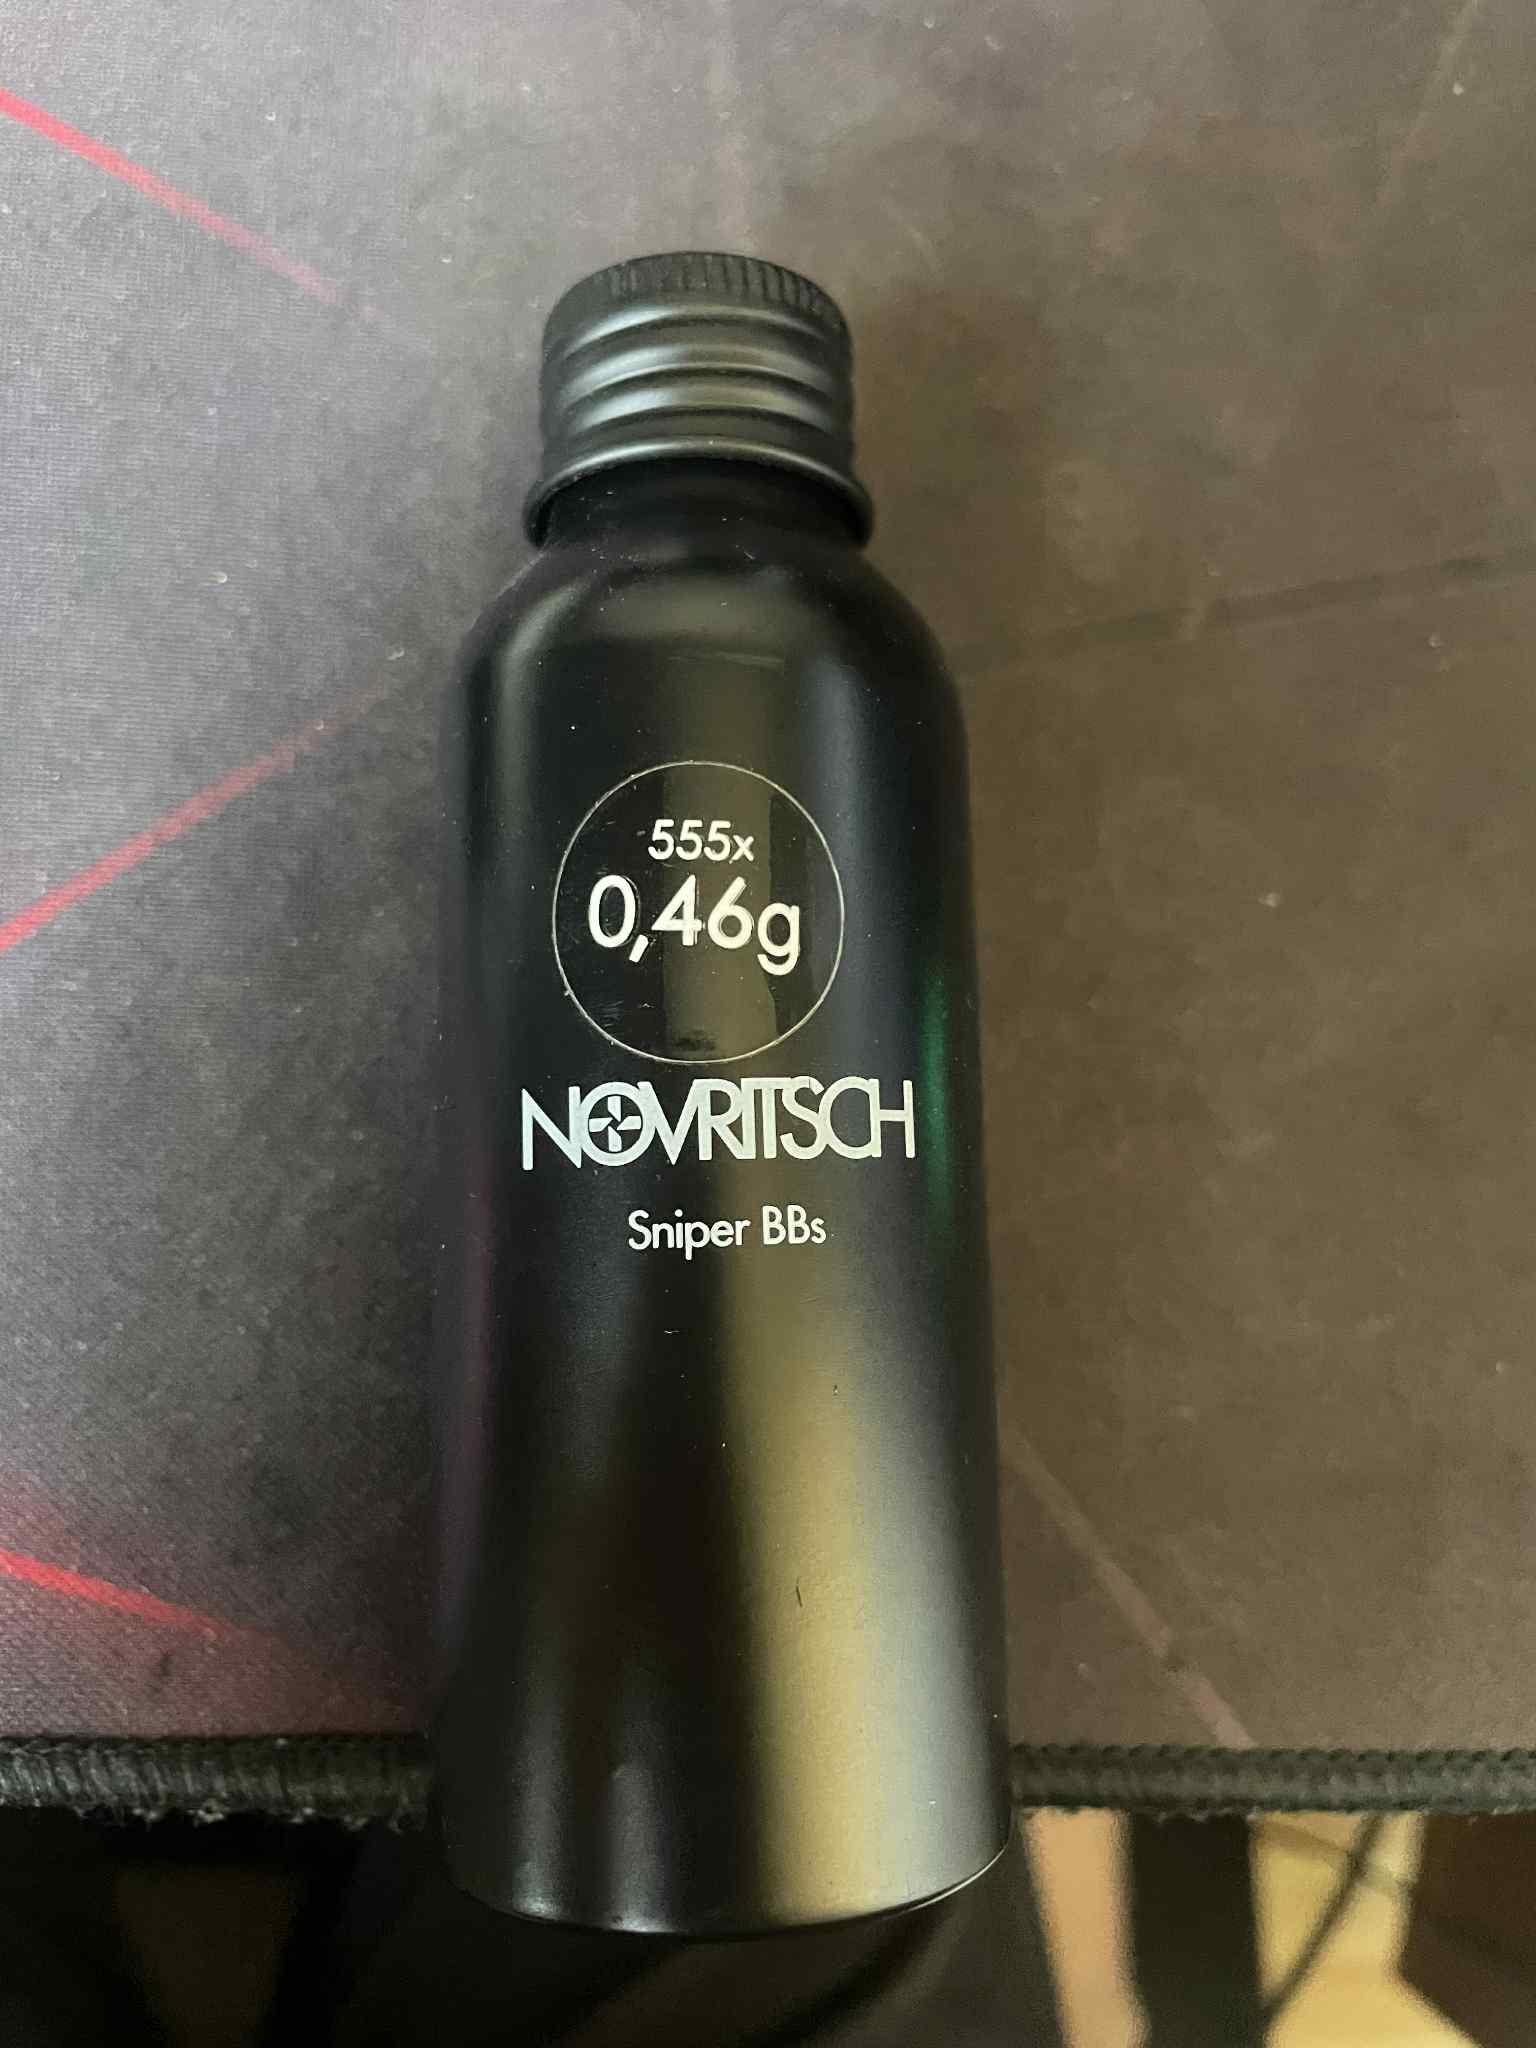 555x
0,46g
NOVRITSCH
Sniper BBs